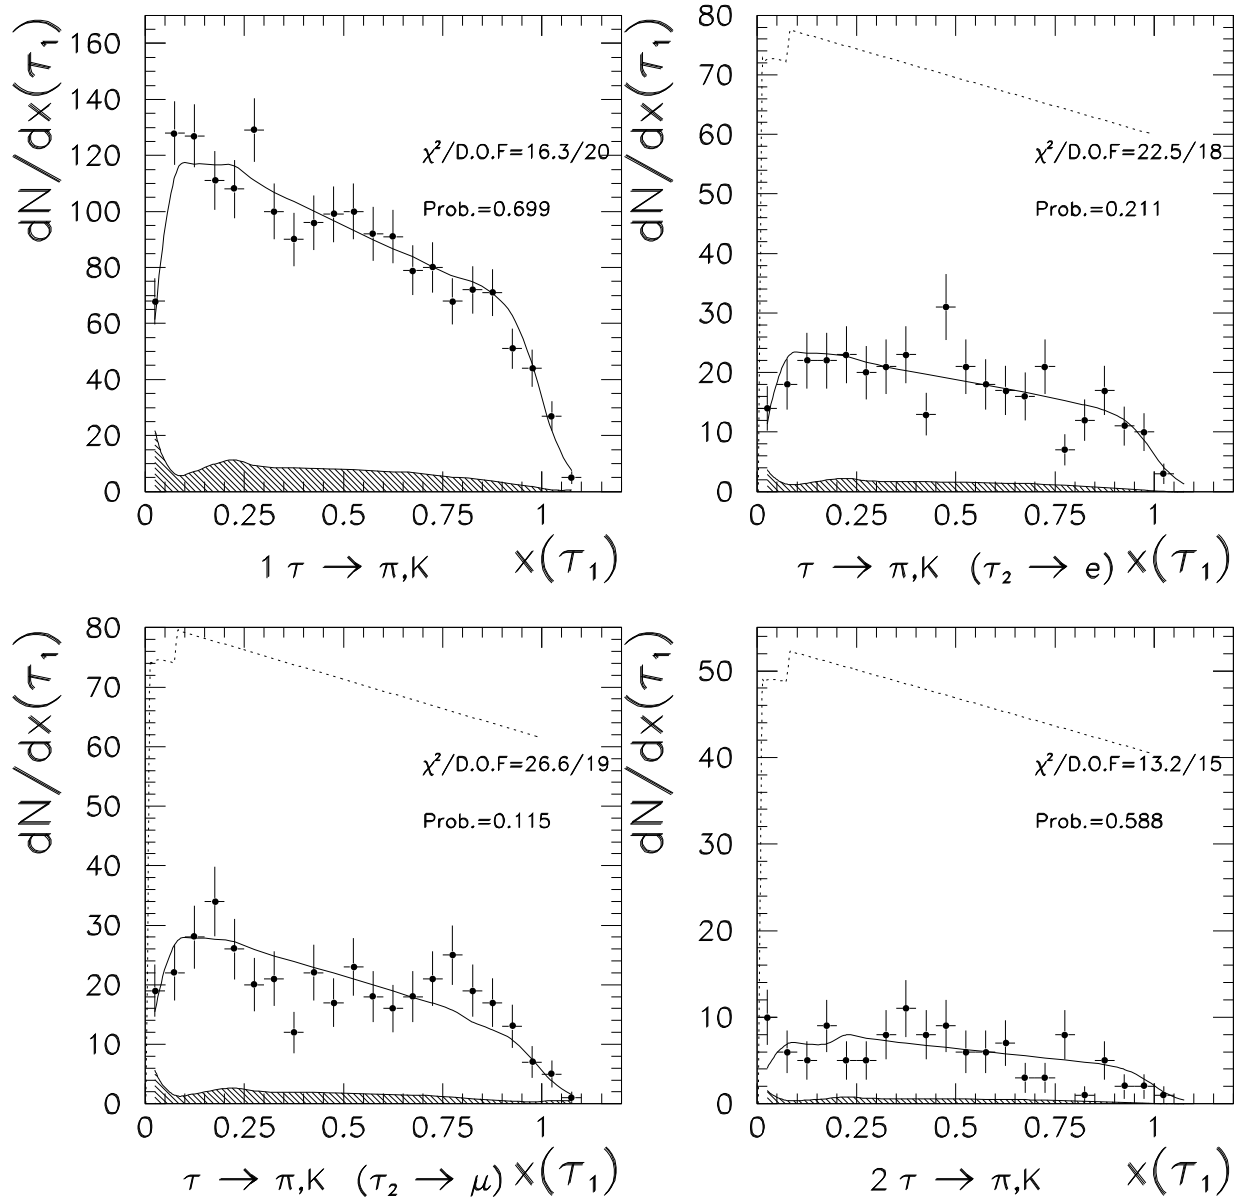 dN/dx(τ₁)
160
140
120
100
80
60
40
20
0
χ²/D.O.F=16.3/20
Prob.=0.699
0 0.25 0.5 0.75 1
1 τ → π,K x(τ₁)
dN/dx(τ₁)
80
70
60
50
40
30
20
10
0
χ²/D.O.F=22.5/18
Prob.=0.211
0 0.25 0.5 0.75 1
τ → π,K (τ₂ → e) x(τ₁)
dN/dx(τ₁)
80
70
60
50
40
30
20
10
0
χ²/D.O.F=26.6/19
Prob.=0.115
0 0.25 0.5 0.75 1
τ → π,K (τ₂ → μ) x(τ₁)
dN/dx(τ₁)
50
40
30
20
10
0
χ²/D.O.F=13.2/15
Prob.=0.588
0 0.25 0.5 0.75 1
2 τ → π,K x(τ₁)